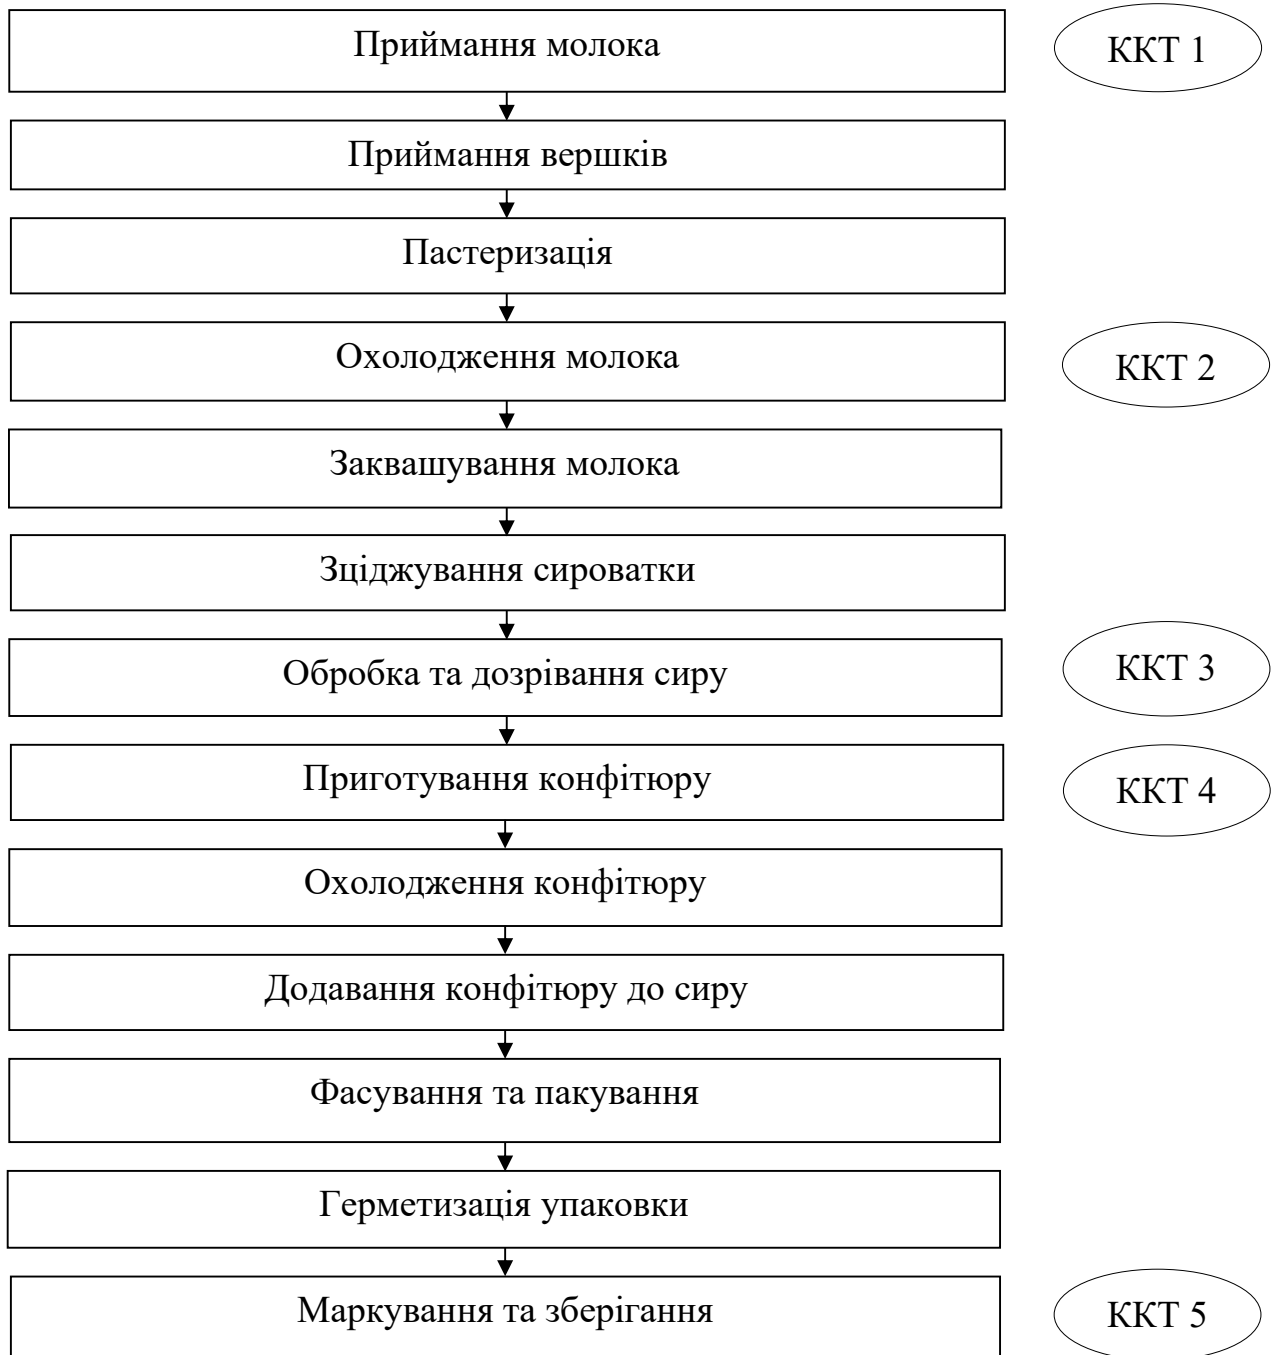 Приймання молока
ККТ 1
Приймання вершків
Пастеризація
Охолодження молока
ККТ 2
Заквашування молока
Зціджування сироватки
Обробка та дозрівання сиру
ККТ 3
Приготування конфітюру
ККТ 4
Охолодження конфітюру
Додавання конфітюру до сиру
Фасування та пакування
Герметизація упаковки
Маркування та зберігання
ККТ 5